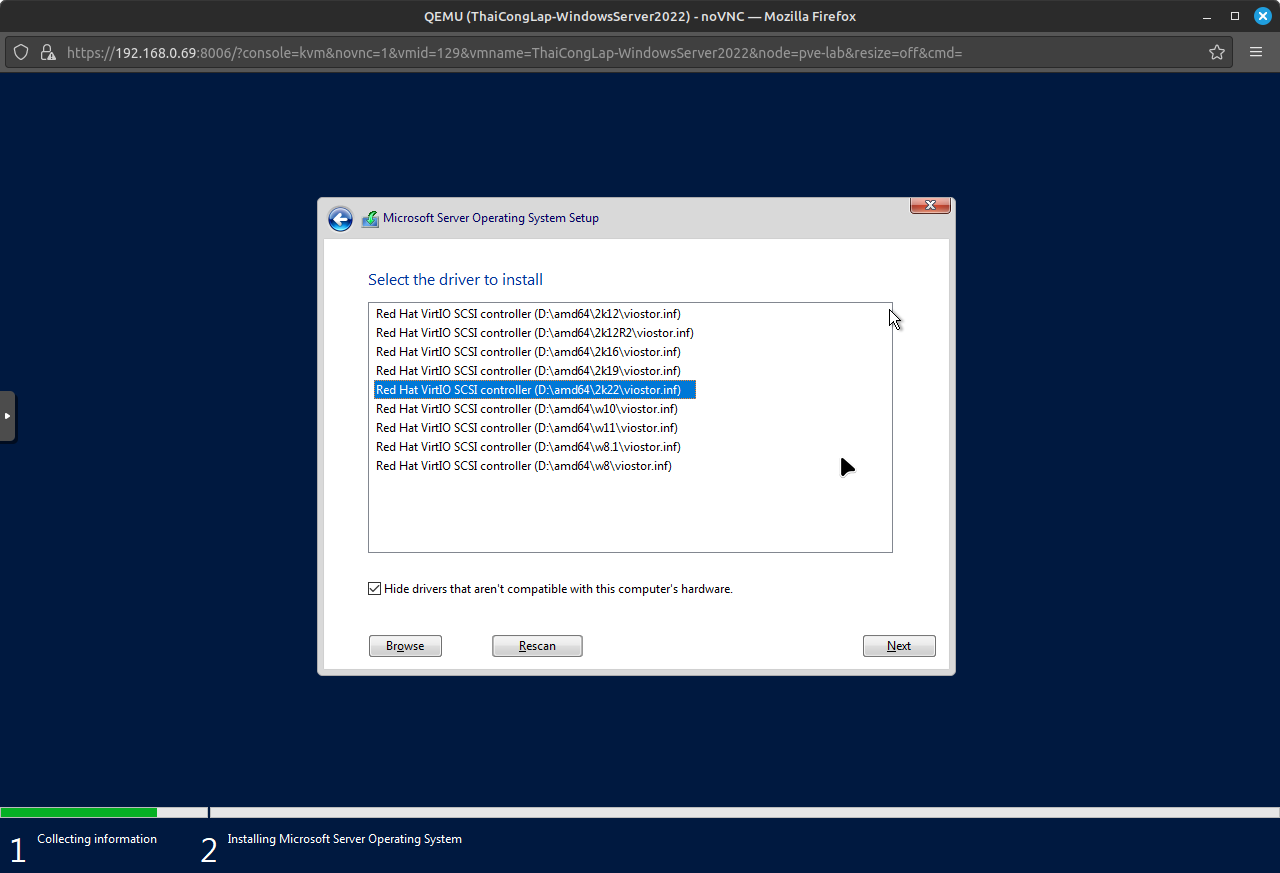 QEMU (ThaiCongLap-WindowsServer2022) - noVNC — Mozilla Firefox
https://192.168.0.69:8006/?console=kvm&novnc=1&vmid=129&vmname=ThaiCongLap-WindowsServer2022&node=pve-lab&resize=off&cmd=
Microsoft Server Operating System Setup
Select the driver to install
Red Hat VirtIO SCSI controller (D:\amd64\2k12\viostor.inf)
Red Hat VirtIO SCSI controller (D:\amd64\2k12R2\viostor.inf)
Red Hat VirtIO SCSI controller (D:\amd64\2k16\viostor.inf)
Red Hat VirtIO SCSI controller (D:\amd64\2k19\viostor.inf)
Red Hat VirtIO SCSI controller (D:\amd64\2k22\viostor.inf)
Red Hat VirtIO SCSI controller (D:\amd64\w10\viostor.inf)
Red Hat VirtIO SCSI controller (D:\amd64\w11\viostor.inf)
Red Hat VirtIO SCSI controller (D:\amd64\w8.1\viostor.inf)
Red Hat VirtIO SCSI controller (D:\amd64\w8\viostor.inf)
Hide drivers that aren't compatible with this computer's hardware.
Browse Rescan Next
1 Collecting information 2 Installing Microsoft Server Operating System